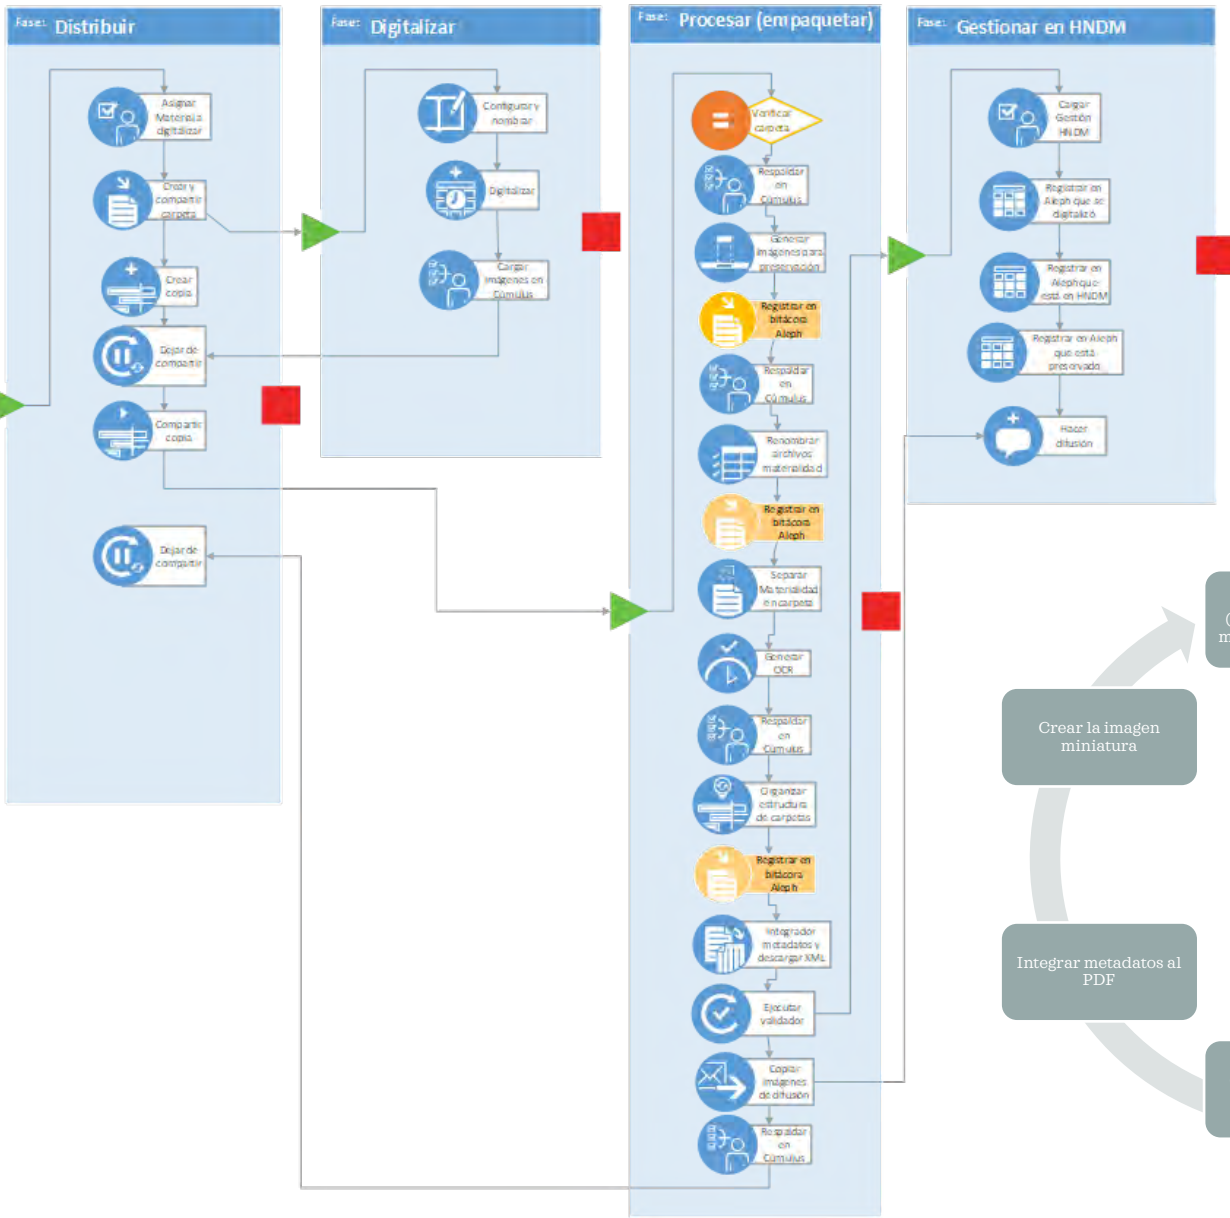 Fase: Distribuir
Asignar
Material a
digitalizar
Crear y
compartir
carpeta
Crear
copia
Dejar de
compartir
Compartir
copia
Dejar de
compartir
Fase: Digitalizar
Configurar y
nombrar
Digitalizar
Cargar
imágenes en
Cúmulus
Fase: Procesar (empaquetar)
Verificar
carpeta
Respaldar
en
Cúmulus
Generar
imágenes para
preservación
Registrar en
bitácora
Aleph
Respaldar
en
Cúmulus
Renombrar
archivos
materialidad
Registrar en
bitácora
Aleph
Separar
Materialidad
en carpeta
Generar
OCR
Respaldar
en
Cúmulus
Organizar
estructura
de carpetas
Registrar en
bitácora
Aleph
Integrador
metadatos y
descargar XML
Ejecutar
validador
Copiar
imágenes
de difusión
Respaldar
en
Cúmulus
Fase: Gestionar en HNDM
Cargar
Gestión
HNDM
Registrar en
Aleph que se
digitalizó
Registrar en
Aleph que
está en HNDM
Registrar en Aleph
que está
preservado
Hacer
difusión
Crear la imagen
miniatura
Integrar metadatos al
PDF